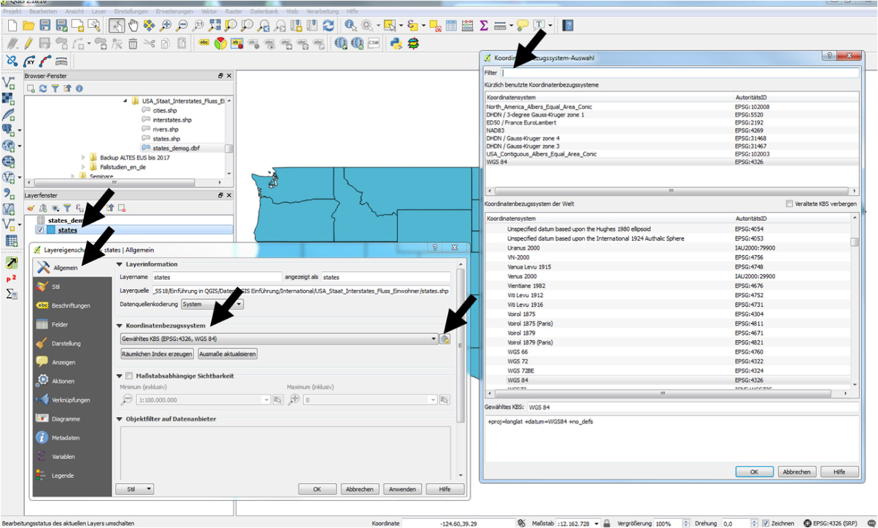 QGIS 2.18.16
Projekt Bearbeiten Ansicht Layer Einstellungen Erweiterungen Vektor Raster Datenbank Web Verarbeitung Hilfe
Browser-Fenster
USA_Staat_Interstates_Fluss_Ei
cities.shp
interstates.shp
rivers.shp
states.shp
states_demog.dbf
Backup ALTES EUS bis 2017
Fallstudien_en_de
Seminare
Layerfenster
states_dem
states
Layereigenschaften states | Allgemein
Allgemein
Stil
Beschriftungen
Felder
Darstellung
Anzeigen
Aktionen
Verknüpfungen
Diagramme
Metadaten
Variablen
Legende
Layerinformation
Layername states angezeigt als states
Layerquelle _SS18/Einführung in QGIS/Daten GIS Einführung/International/USA_Staat_Interstates_Fluss_Einwohner/states.shp
Datenquellenkodierung System
Koordinatenbezugssystem
Gewähltes KBS (EPSG:4326, WGS 84)
Räumlichen Index erzeugen Ausmaße aktualisieren
Maßstabsabhängige Sichtbarkeit
Minimum (exklusiv) Maximum (inklusiv)
1:100.000.000 0
Objektfilter auf Datenanbieter
Stil OK Abbrechen Anwenden Hilfe
Koordinatenbezugssystem-Auswahl
Filter
Kürzlich benutzte Koordinatenbezugssysteme
Koordinatensystem AutoritätsID
North_America_Albers_Equal_Area_Conic EPSG:102008
DHDN / 3-degree Gauss-Kruger zone 1 EPSG:5520
ED50 / France EuroLambert EPSG:2192
NAD83 EPSG:4269
DHDN / Gauss-Kruger zone 4 EPSG:31468
DHDN / Gauss-Kruger zone 3 EPSG:31467
USA_Contiguous_Albers_Equal_Area_Conic EPSG:102003
WGS 84 EPSG:4326
Koordinatenbezugssystem der Welt Veraltete KBS verbergen
Koordinatensystem AutoritätsID
Unspecified datum based upon the Hughes 1980 ellipsoid EPSG:4054
Unspecified datum based upon the International 1924 Authalic Sphere EPSG:4053
Uranus 2000 IAU2000:79900
VN-2000 EPSG:4756
Venus Levu 1915 EPSG:4748
Venus 2000 IAU2000:29900
Vientiane 1982 EPSG:4676
Viti Levu 1912 EPSG:4752
Viti Levu 1916 EPSG:4731
Voirol 1875 EPSG:4304
Voirol 1875 (Paris) EPSG:4811
Voirol 1879 EPSG:4671
Voirol 1879 (Paris) EPSG:4821
WGS 66 EPSG:4760
WGS 72 EPSG:4322
WGS 72BE EPSG:4324
WGS 84 EPSG:4326
Gewähltes KBS: WGS 84
+proj=longlat +datum=WGS84 +no_defs
OK Abbrechen Hilfe
Bearbeitungsstatus des aktuellen Layers umschalten Koordinate -124.60,39.29 Maßstab 1:12.162.728 Vergrößerung 100% Drehung 0,0 Zeichnen EPSG:4326 (SRP)